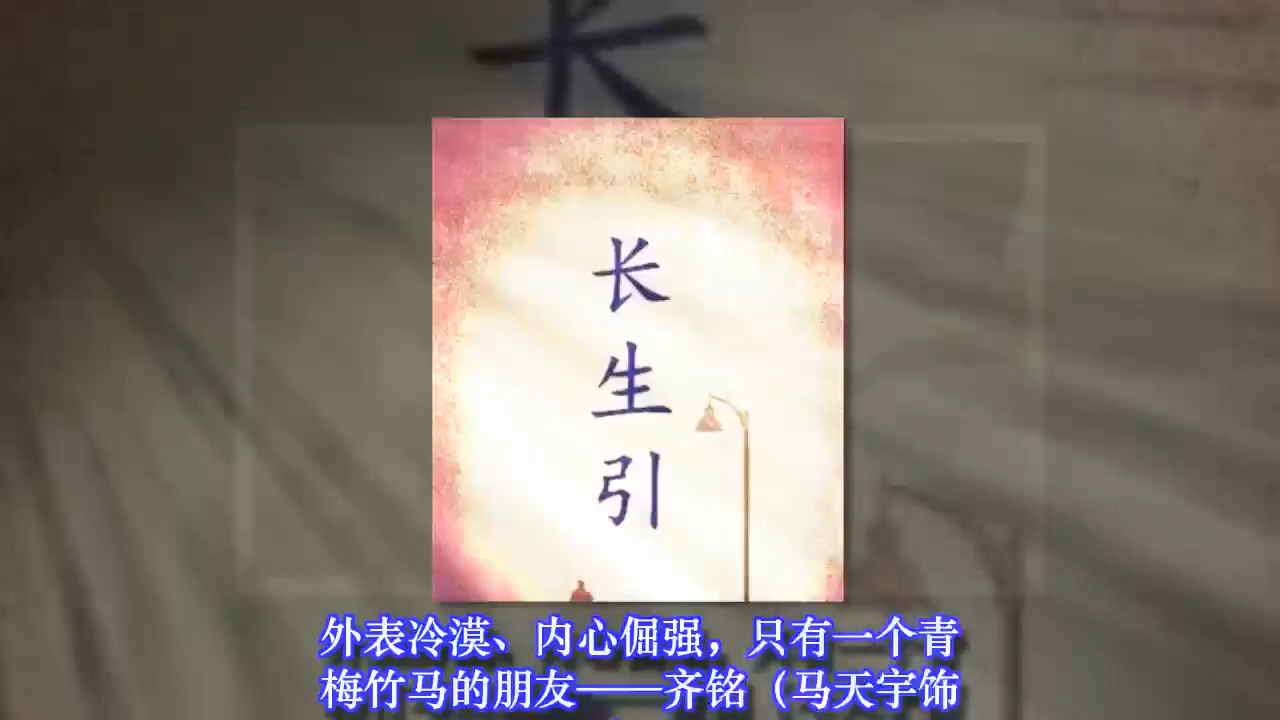 长
长
生
引
外表冷漠、内心倔强，只有一个青
梅竹马的朋友——齐铭（马天宇饰